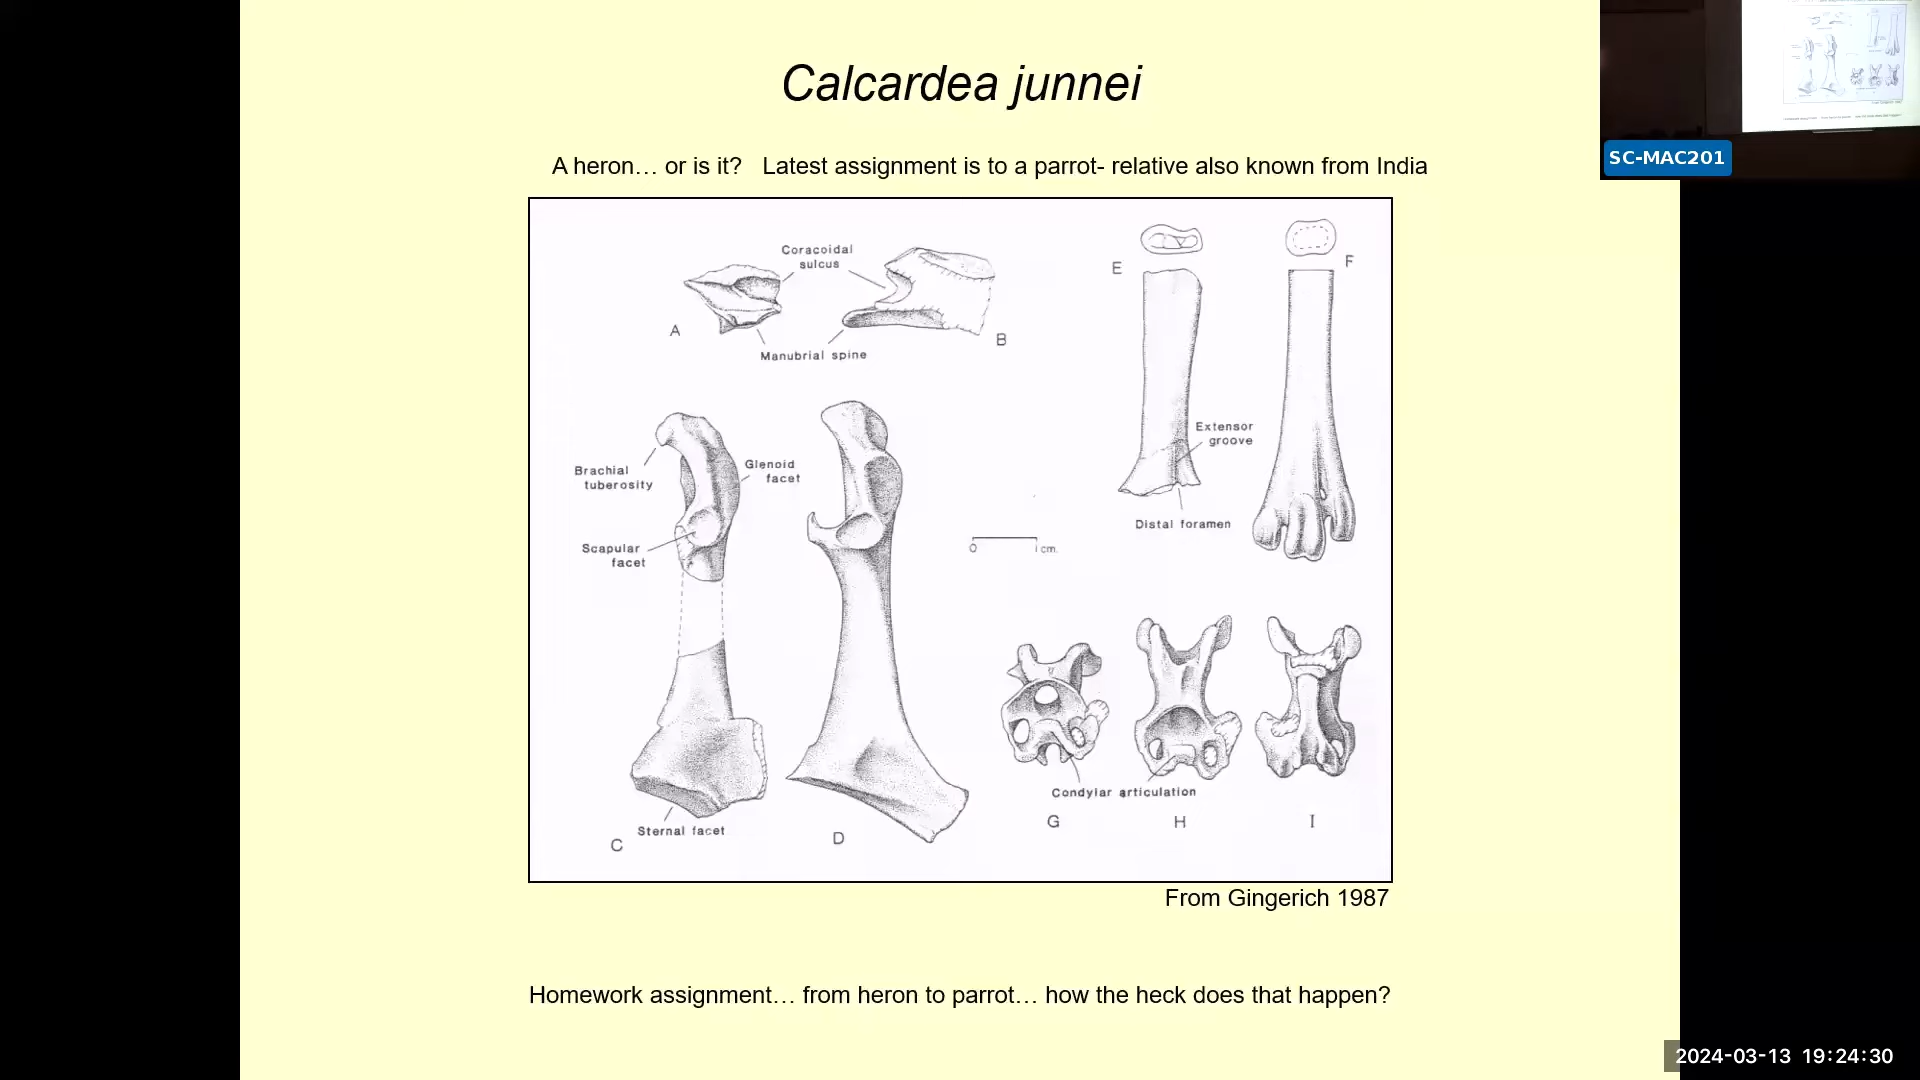 Calcardea junnei
A heron… or is it?   Latest assignment is to a parrot- relative also known from India
SC-MAC201
Coracoidal
sulcus
A
B
Manubrial spine
E
F
Extensor
groove
Distal foramen
Brachial
tuberosity
Glenoid
facet
Scapular
facet
0 1 cm.
Condylar articulation
Sternal facet
C
D
G
H
I
From Gingerich 1987
Homework assignment… from heron to parrot… how the heck does that happen?
2024-03-13 19:24:30